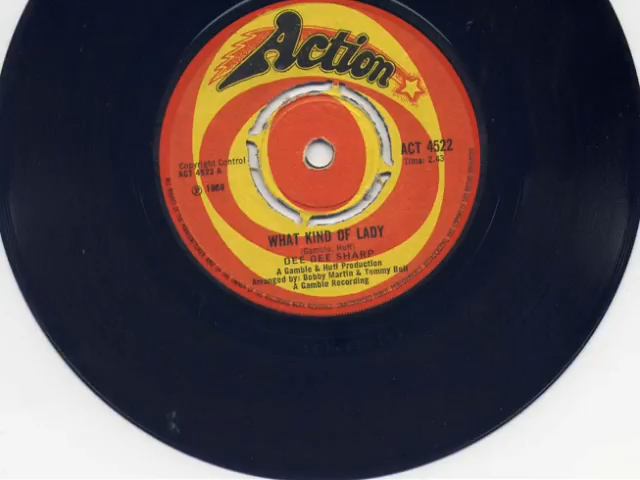 Action
ACT 4522
Time: 2.43
Copyright Control
ACT 4522 A
℗ 1968
WHAT KIND OF LADY
(Gamble, Huff)
DEE DEE SHARP
A Gamble & Huff Production
Arranged by: Bobby Martin & Tommy Bell
A Gamble Recording